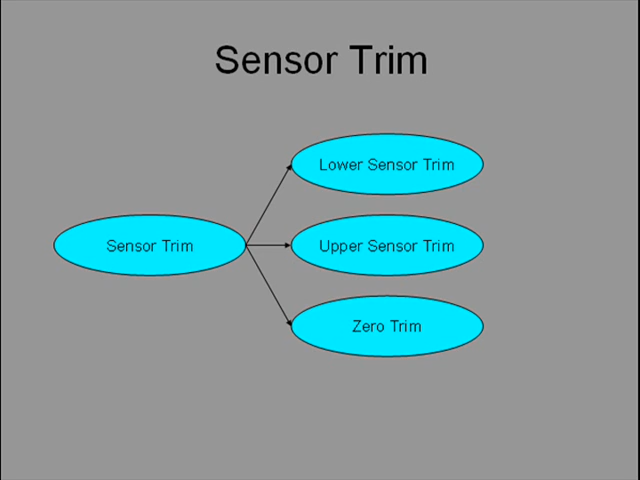 Sensor Trim
Lower Sensor Trim
Sensor Trim
Upper Sensor Trim
Zero Trim